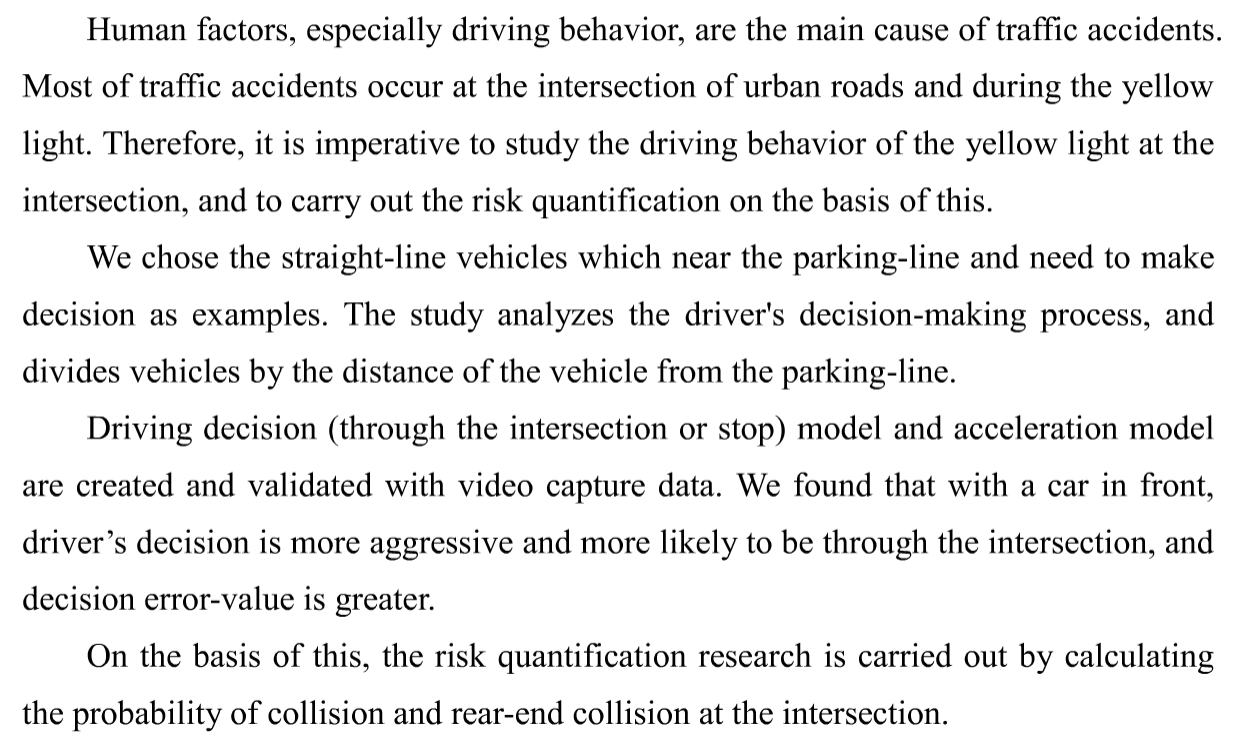 Human factors, especially driving behavior, are the main cause of traffic accidents.
Most of traffic accidents occur at the intersection of urban roads and during the yellow
light. Therefore, it is imperative to study the driving behavior of the yellow light at the
intersection, and to carry out the risk quantification on the basis of this.
We chose the straight-line vehicles which near the parking-line and need to make
decision as examples. The study analyzes the driver's decision-making process, and
divides vehicles by the distance of the vehicle from the parking-line.
Driving decision (through the intersection or stop) model and acceleration model
are created and validated with video capture data. We found that with a car in front,
driver’s decision is more aggressive and more likely to be through the intersection, and
decision error-value is greater.
On the basis of this, the risk quantification research is carried out by calculating
the probability of collision and rear-end collision at the intersection.